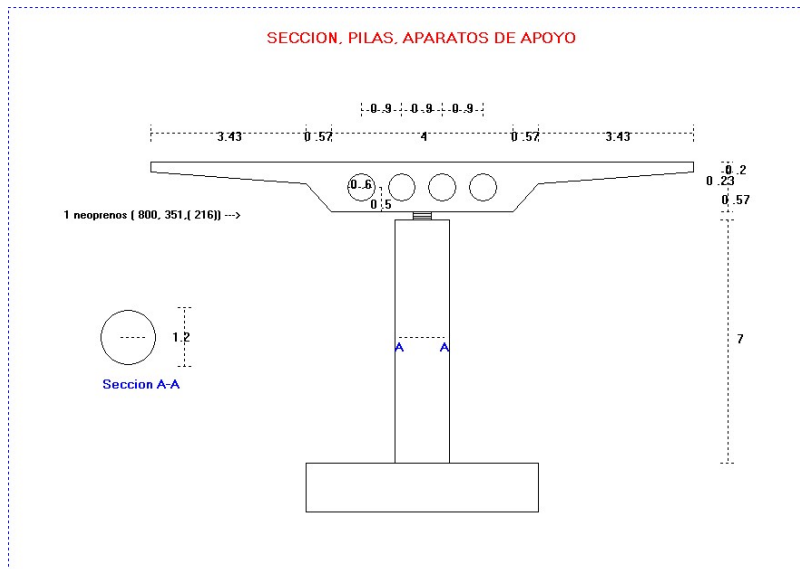 SECCION, PILAS, APARATOS DE APOYO
0 .9 0 .9 0 .9
3.43 0 .57 4 0 .57 3.43
0 .2
0 .6 0 .23
0 .5 0 .57
1 neoprenos ( 800, 351,( 216)) --->
1.2 7
A A
Seccion A-A